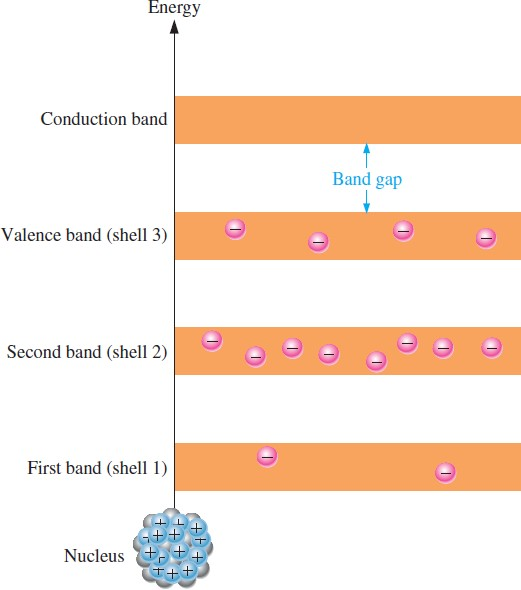 Energy
Conduction band
Band gap
Valence band (shell 3)
Second band (shell 2)
First band (shell 1)
Nucleus